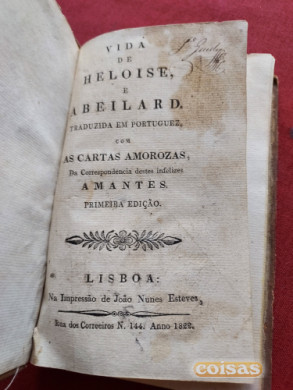 VIDA
DE
HELOISE,
E
ABEILARD.
TRADUZIDA EM PORTUGUEZ,
COM
AS CARTAS AMOROZAS,
Da Correspondencia destes infelizes
AMANTES.
PRIMEIRA EDIÇÃO.
LISBOA:
Na Impressão de João Nunes Esteves,
Rua dos Correeiros N. 144. Anno 1822.
coisas